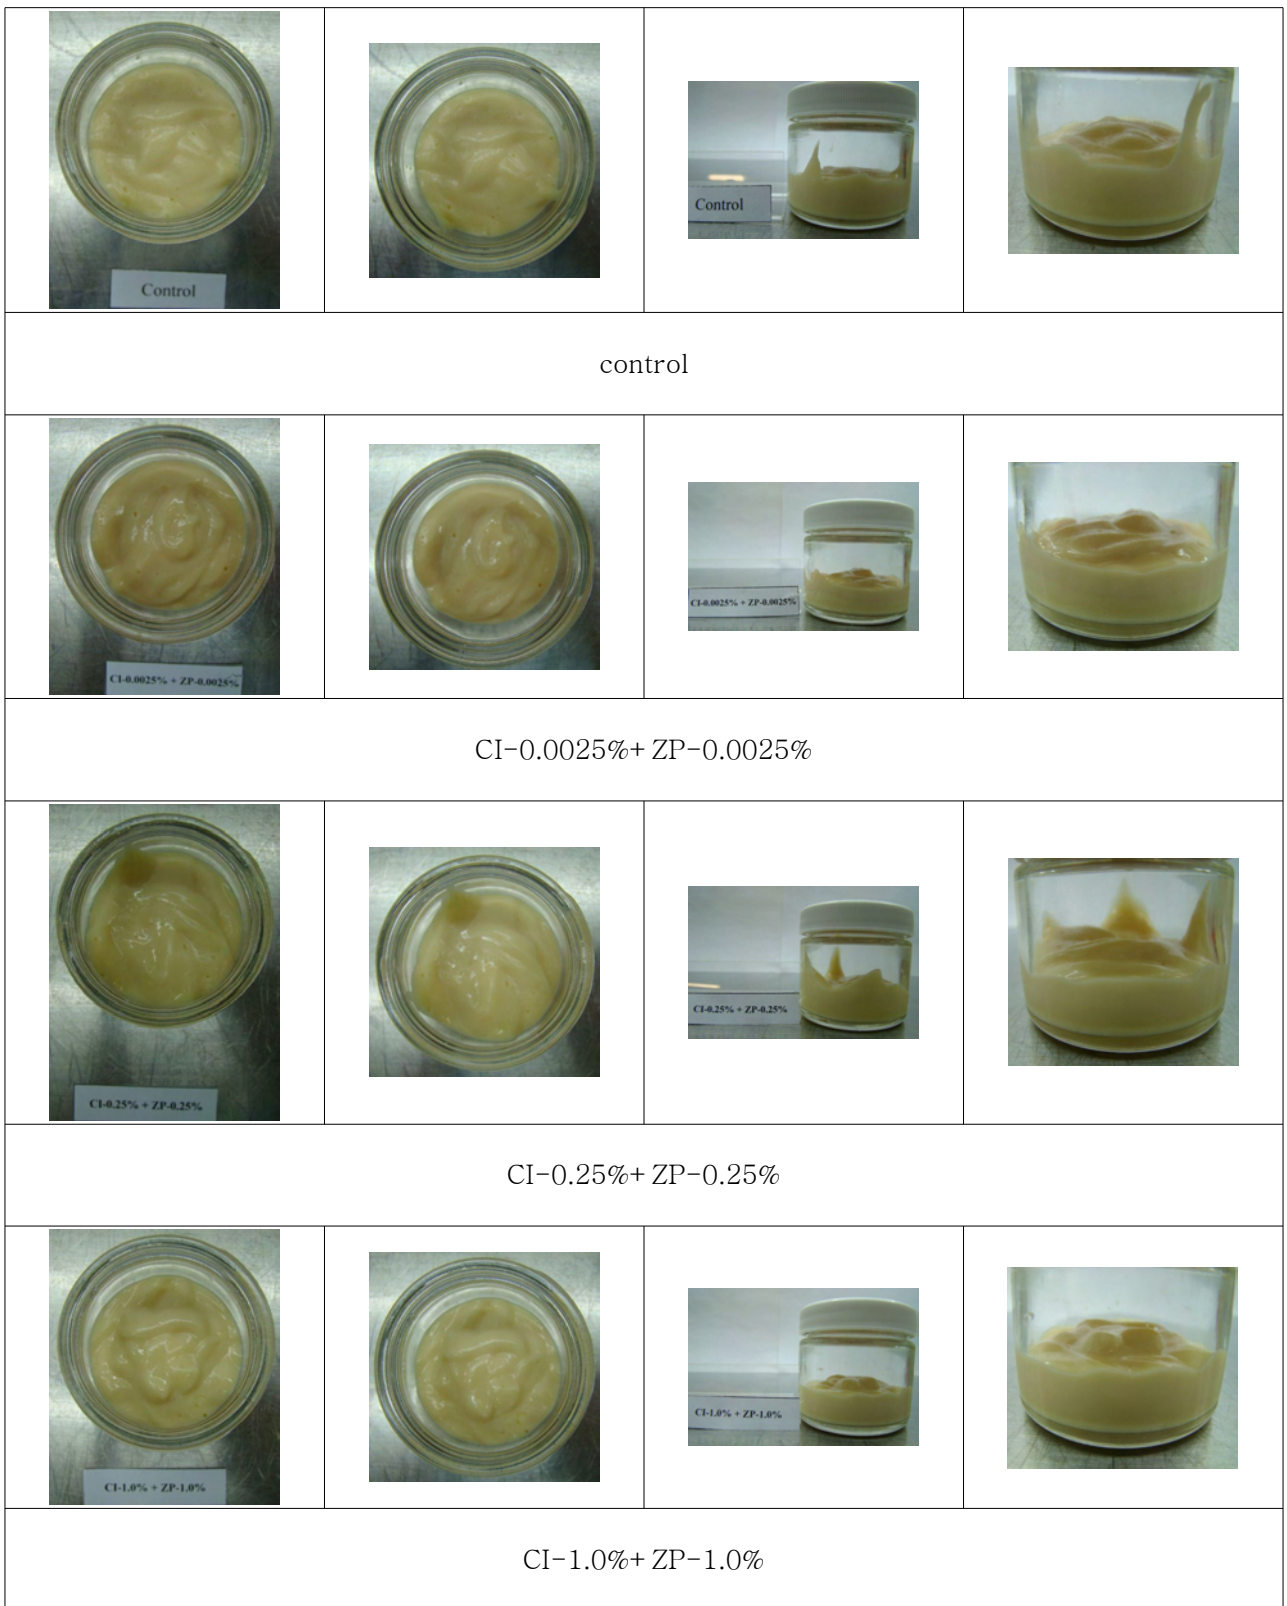 Control
Control
control
CI-0.0025% + ZP-0.0025%
CI-0.0025% + ZP-0.0025%
CI-0.0025%+ ZP-0.0025%
CI-0.25% + ZP-0.25%
CI-0.25% + ZP-0.25%
CI-0.25%+ ZP-0.25%
CI-1.0% + ZP-1.0%
CI-1.0% + ZP-1.0%
CI-1.0%+ ZP-1.0%